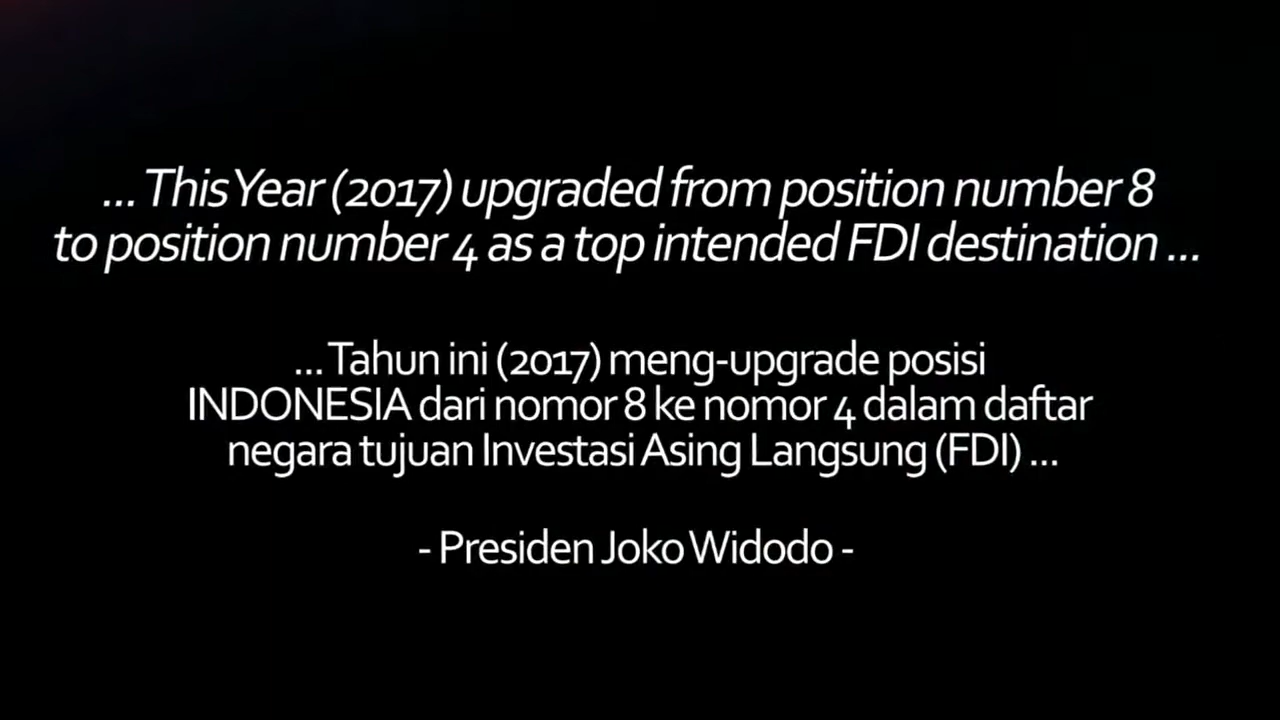 ... This Year (2017) upgraded from position number 8
to position number 4 as a top intended FDI destination ...
... Tahun ini (2017) meng-upgrade posisi
INDONESIA dari nomor 8 ke nomor 4 dalam daftar
negara tujuan Investasi Asing Langsung (FDI) ...
- Presiden Joko Widodo -